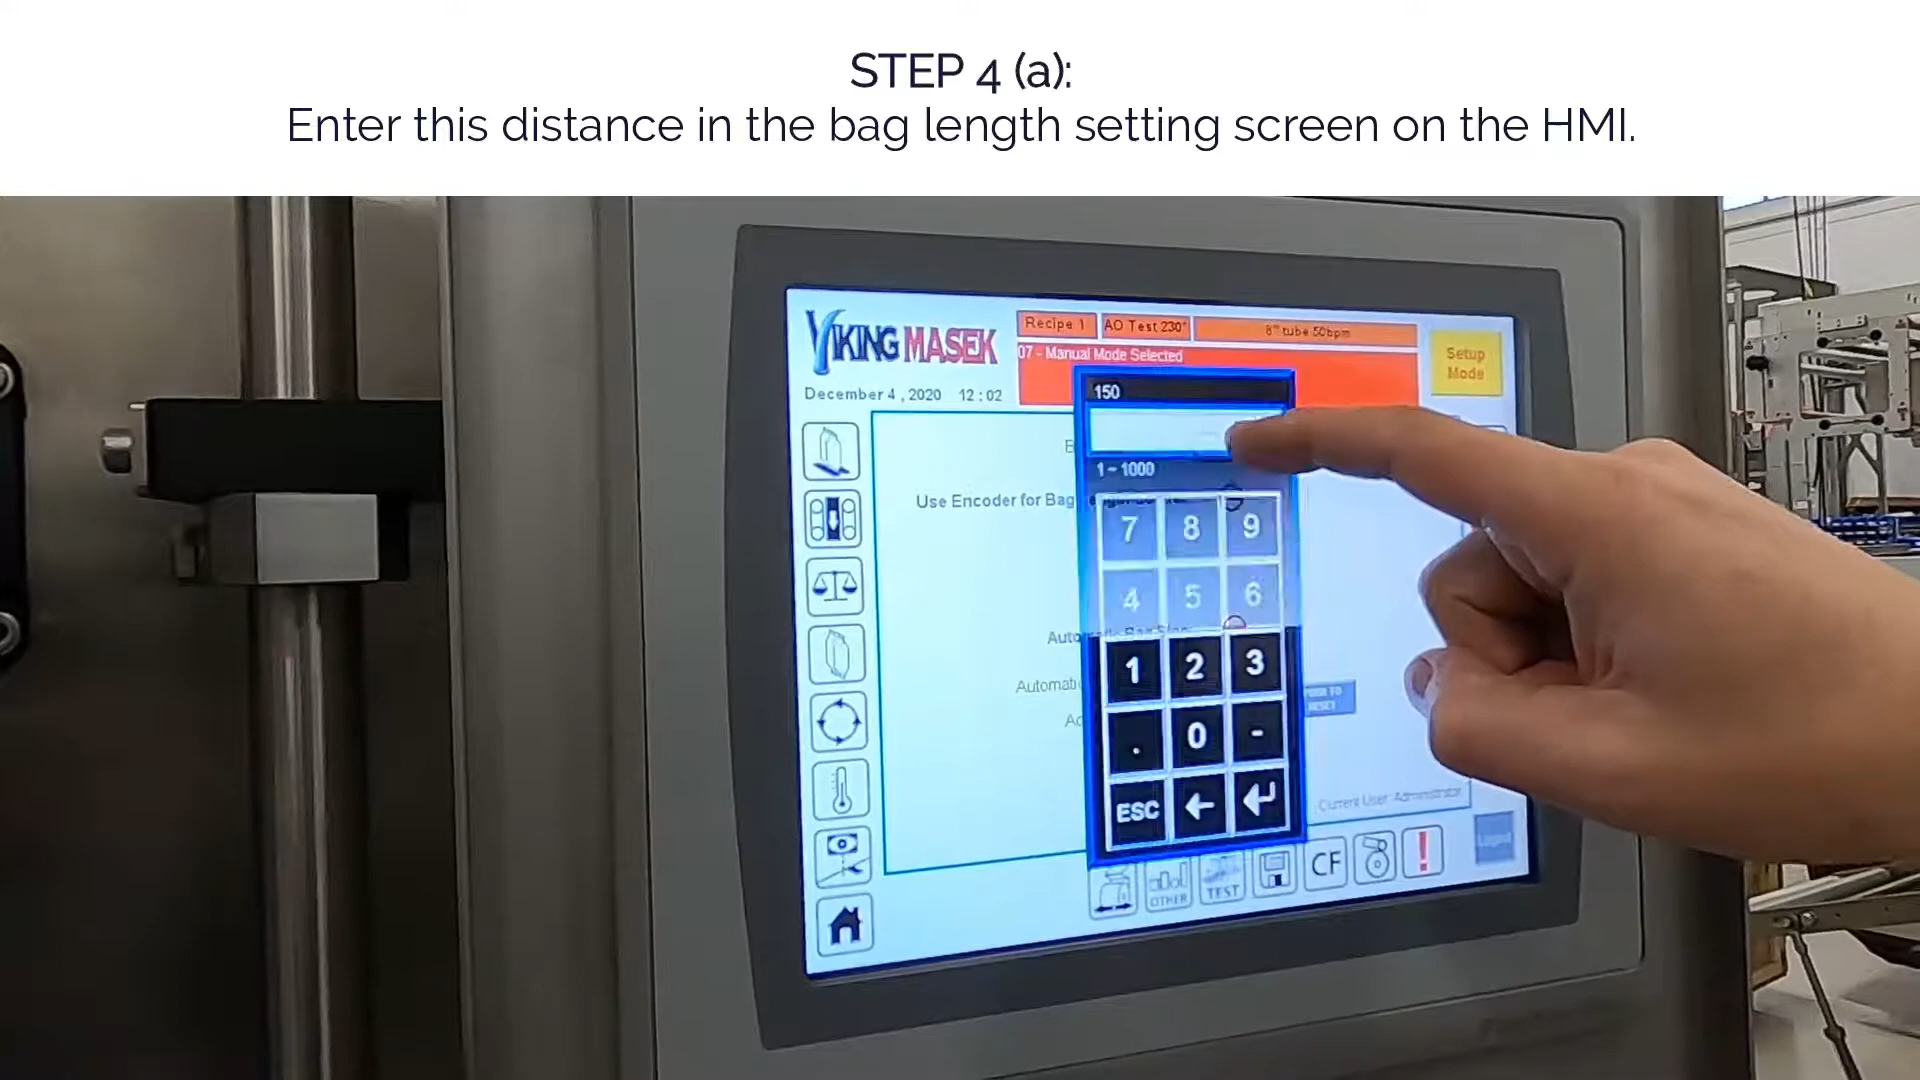 STEP 4 (a):
Enter this distance in the bag length setting screen on the HMI.
VIKING MASEK
Recipe 1
AO Test 230°
8" tube 50bpm
07 - Manual Mode Selected
Setup
Mode
December 4 , 2020 12 : 02
150
1 - 1000
Use Encoder for Bag
7 8 9
4 5 6
1 2 3
. 0 -
ESC
RESET
Current User: Administrator
OTHER
TEST
CF
!
Logout